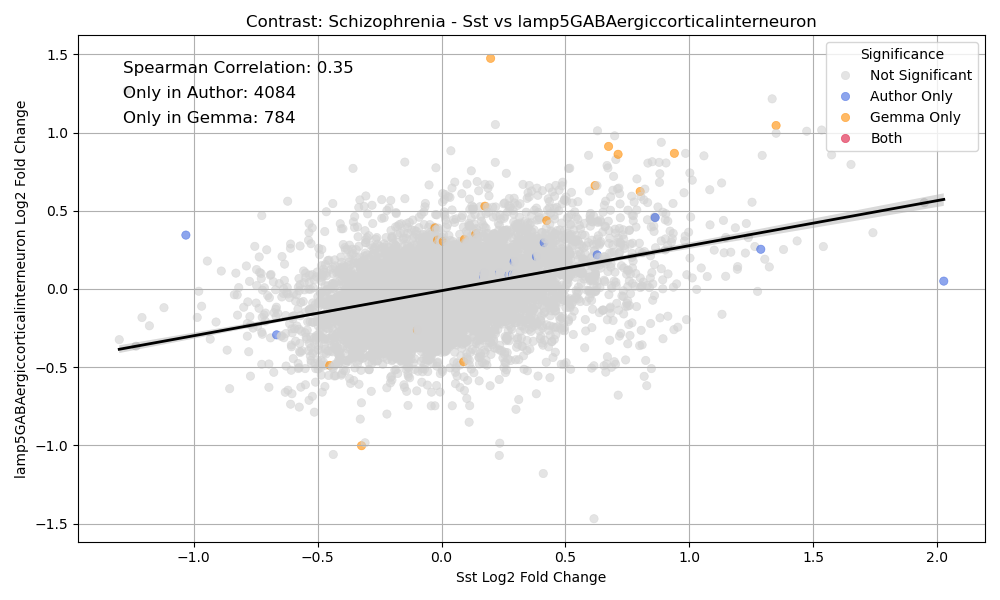 Contrast: Schizophrenia - Sst vs lamp5GABAergiccorticalinterneuron
Spearman Correlation: 0.35
Only in Author: 4084
Only in Gemma: 784
Significance
Not Significant
Author Only
Gemma Only
Both
lamp5GABAergiccorticalinterneuron Log2 Fold Change
1.5
1.0
0.5
0.0
−0.5
−1.0
−1.5
−1.0
−0.5
0.0
0.5
1.0
1.5
2.0
Sst Log2 Fold Change